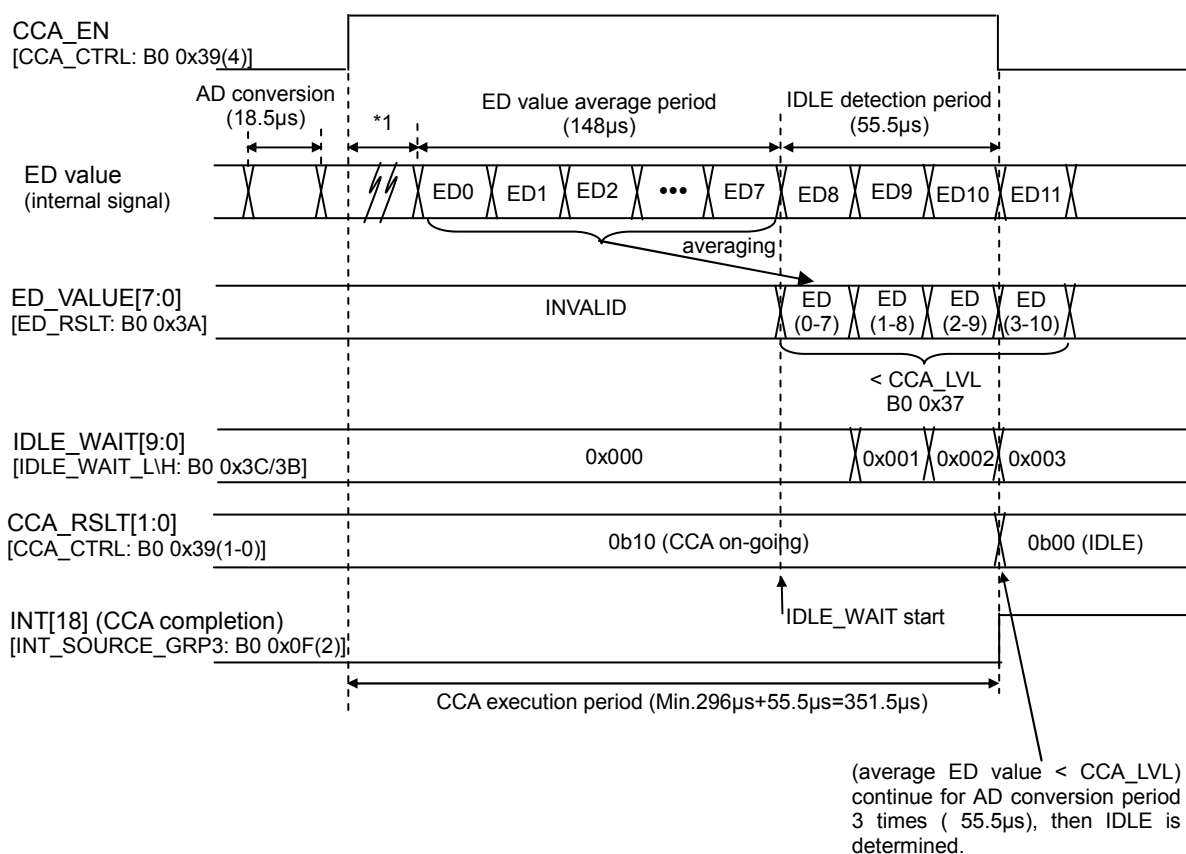 CCA_EN
[CCA_CTRL: B0 0x39(4)]
AD conversion
(18.5μs)
*1
ED value average period
(148μs)
IDLE detection period
(55.5μs)
ED value
(internal signal)
ED0
ED1
ED2
•••
ED7
ED8
ED9
ED10
ED11
averaging
ED_VALUE[7:0]
[ED_RSLT: B0 0x3A]
INVALID
ED
(0-7)
ED
(1-8)
ED
(2-9)
ED
(3-10)
< CCA_LVL
B0 0x37
IDLE_WAIT[9:0]
[IDLE_WAIT_L\H: B0 0x3C/3B]
0x000
0x001
0x002
0x003
CCA_RSLT[1:0]
[CCA_CTRL: B0 0x39(1-0)]
0b10 (CCA on-going)
0b00 (IDLE)
IDLE_WAIT start
INT[18] (CCA completion)
[INT_SOURCE_GRP3: B0 0x0F(2)]
CCA execution period (Min.296μs+55.5μs=351.5μs)
(average ED value < CCA_LVL)
continue for AD conversion period
3 times ( 55.5μs), then IDLE is
determined.